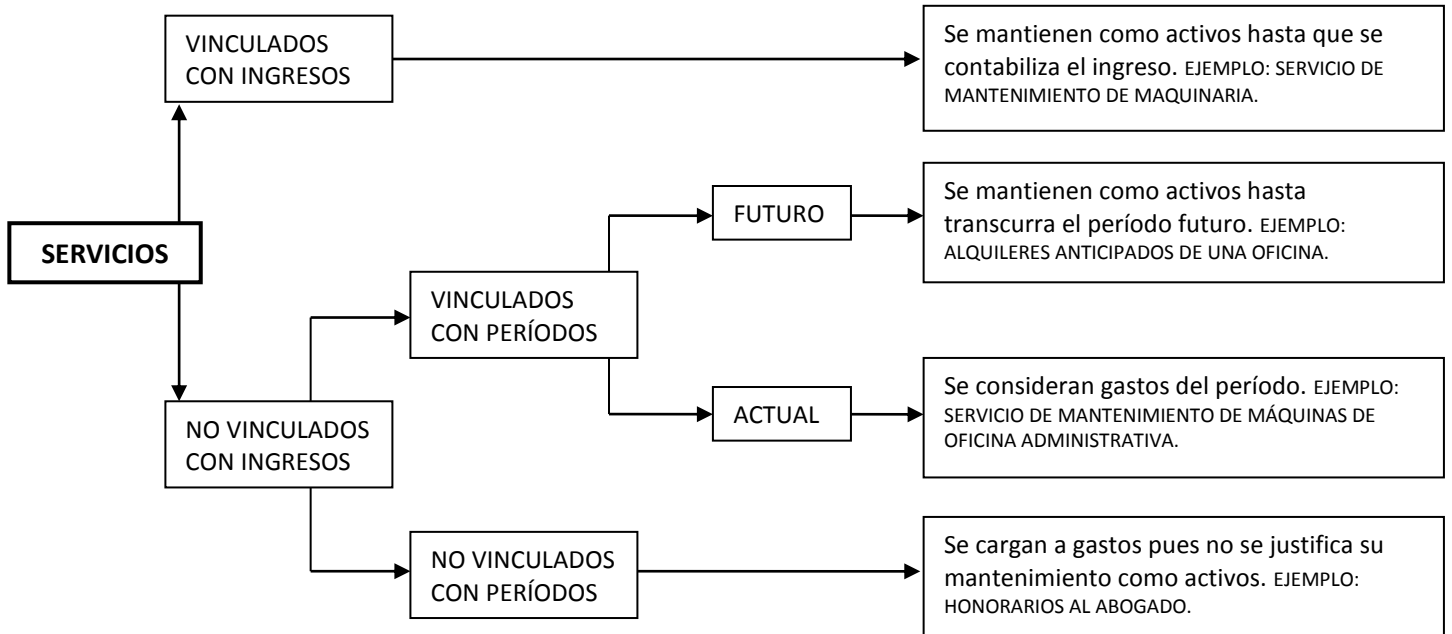 VINCULADOS
CON INGRESOS
Se mantienen como activos hasta que se
contabiliza el ingreso. EJEMPLO: SERVICIO DE
MANTENIMIENTO DE MAQUINARIA.
SERVICIOS
VINCULADOS
CON PERÍODOS
FUTURO
Se mantienen como activos hasta
transcurra el período futuro. EJEMPLO:
ALQUILERES ANTICIPADOS DE UNA OFICINA.
ACTUAL
Se consideran gastos del período. EJEMPLO:
SERVICIO DE MANTENIMIENTO DE MÁQUINAS DE
OFICINA ADMINISTRATIVA.
NO VINCULADOS
CON INGRESOS
NO VINCULADOS
CON PERÍODOS
Se cargan a gastos pues no se justifica su
mantenimiento como activos. EJEMPLO:
HONORARIOS AL ABOGADO.